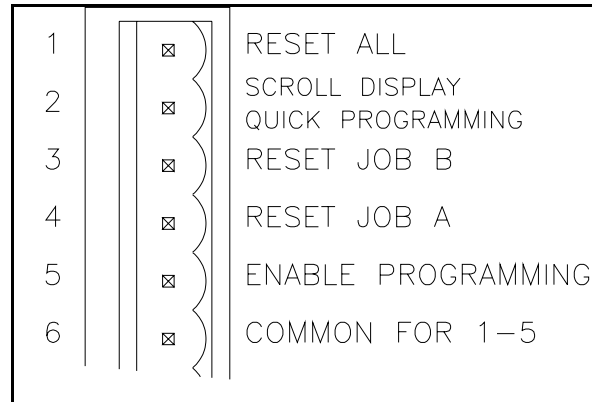 1 RESET ALL
2 SCROLL DISPLAY
QUICK PROGRAMMING
3 RESET JOB B
4 RESET JOB A
5 ENABLE PROGRAMMING
6 COMMON FOR 1-5